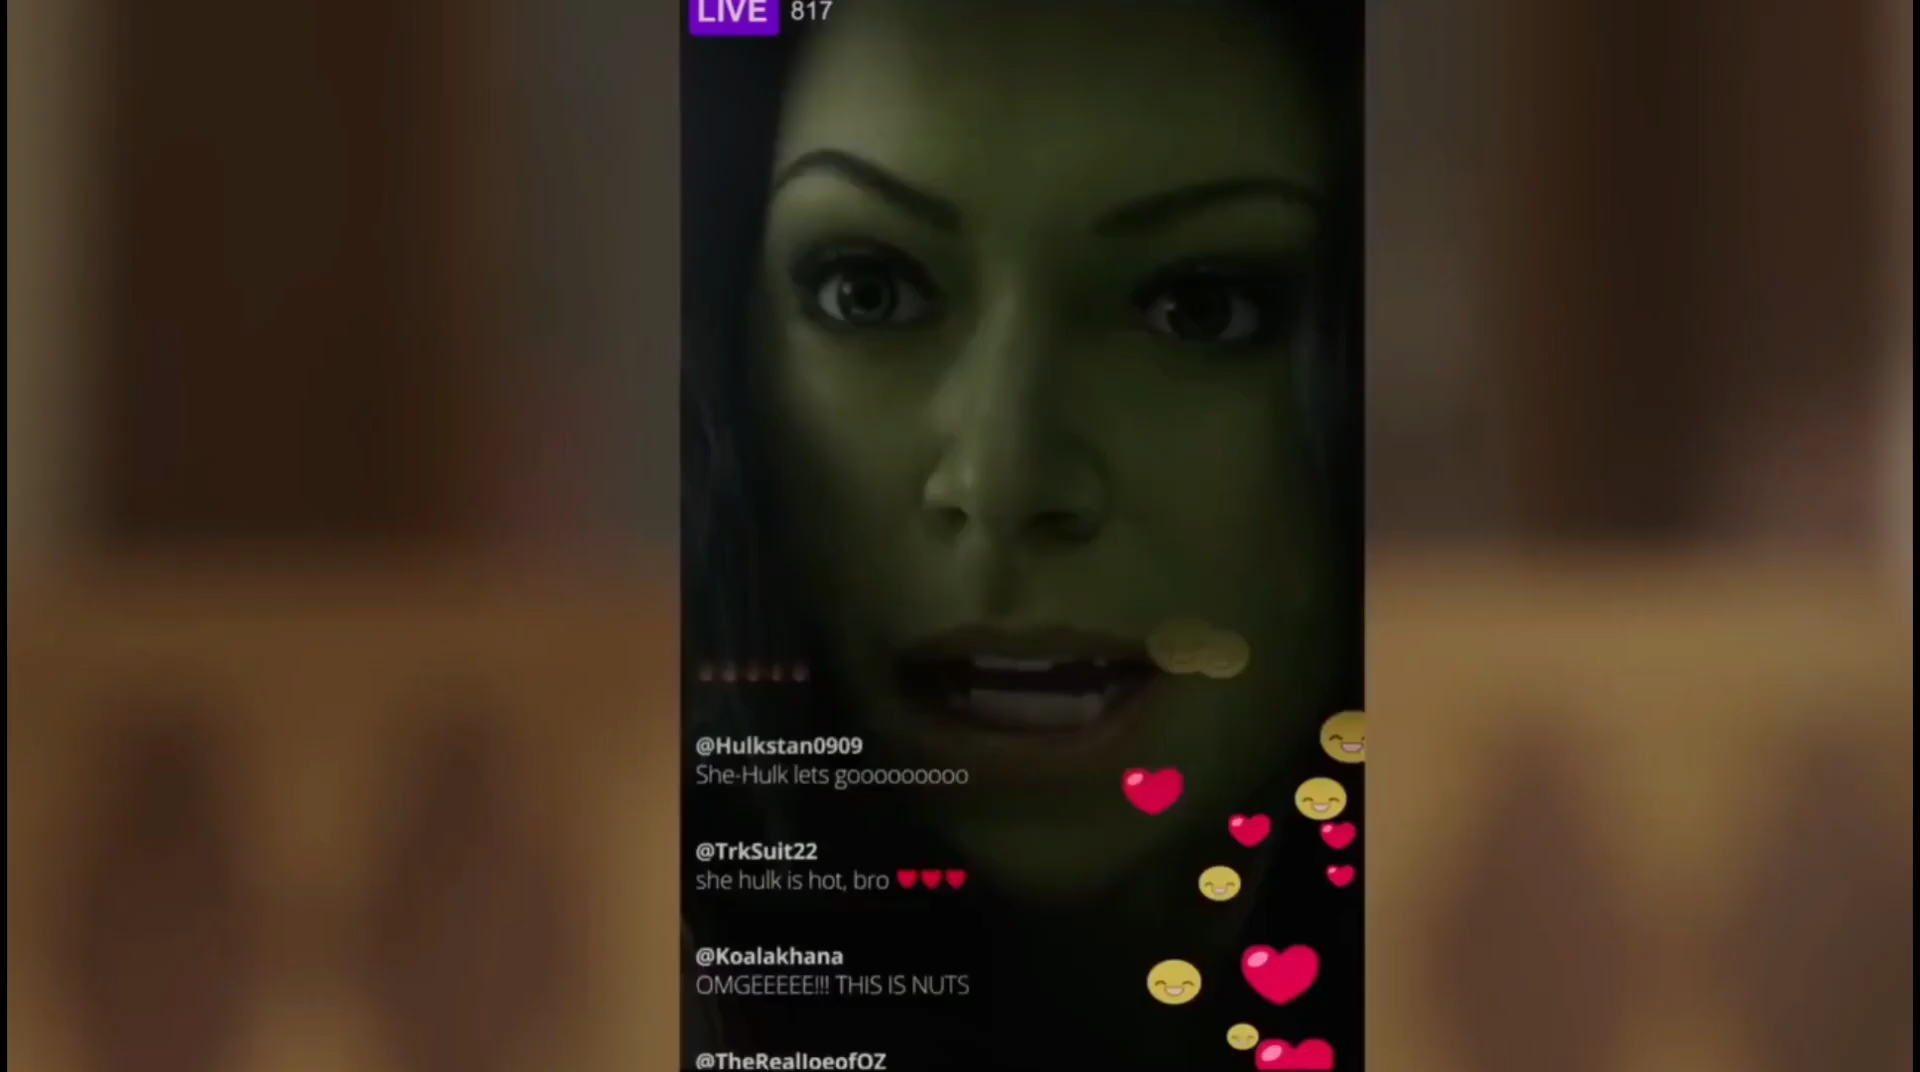 LIVE 817
@Hulkstan0909
She-Hulk lets gooooooooo
@TrkSuit22
she hulk is hot, bro ❤❤❤
@Koalakhana
OMGEEEEE!!! THIS IS NUTS
@TheRealJoeofOZ